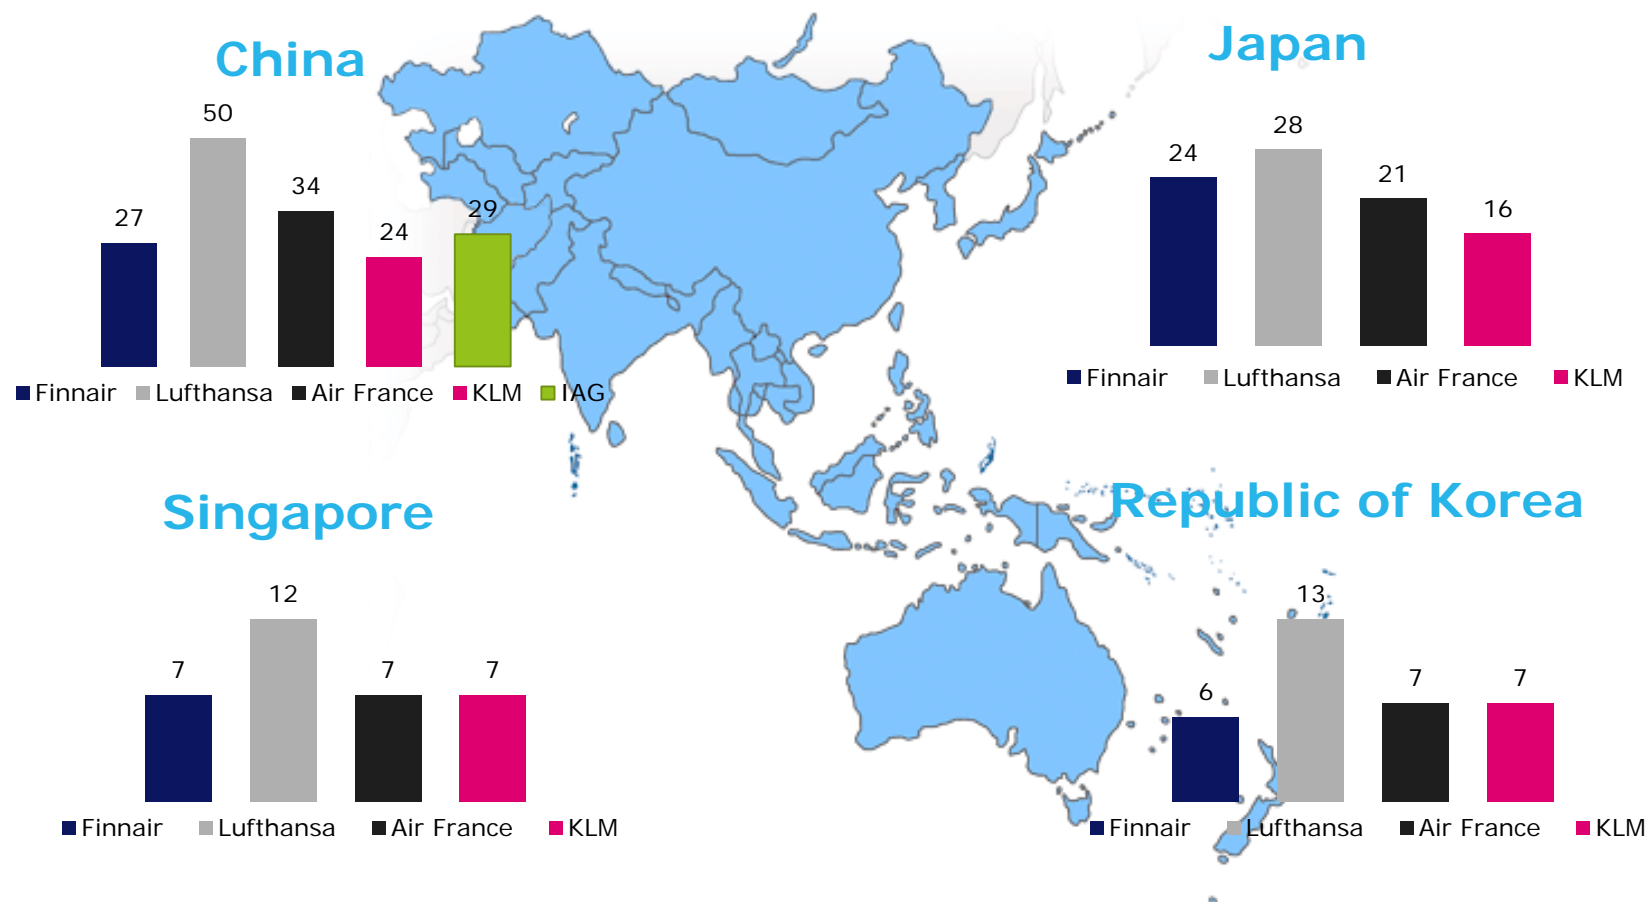 China
50
34
27
24
29
Finnair Lufthansa Air France KLM IAG
Japan
28
24
21
16
Finnair Lufthansa Air France KLM
Singapore
12
7 7 7
Finnair Lufthansa Air France KLM
Republic of Korea
13
6 7 7
Finnair Lufthansa Air France KLM